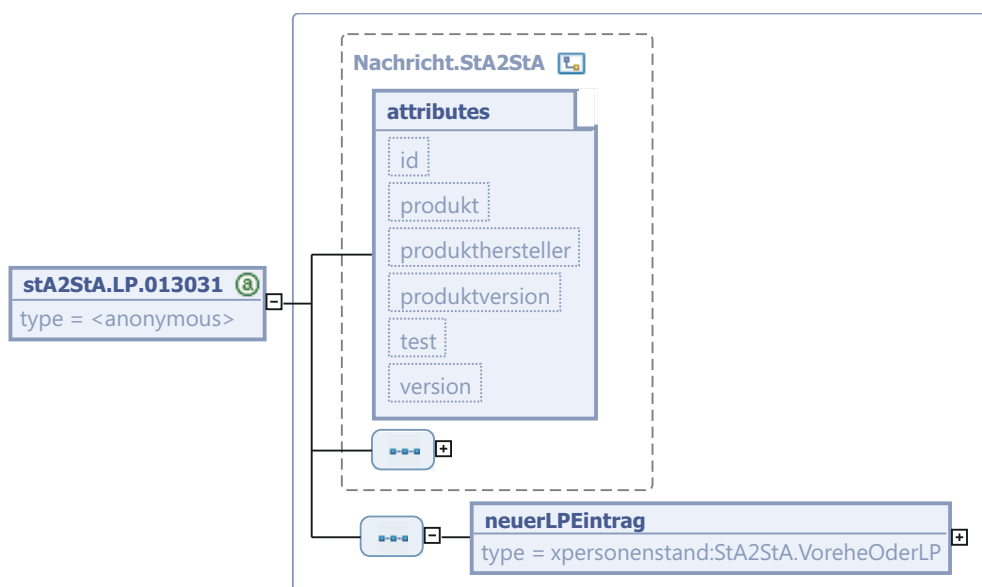 Nachricht.StA2StA
attributes
id
produkt
produkthersteller
produktversion
test
version
stA2StA.LP.013031 a
type = <anonymous>
neuerLPEintrag
type = xpersonenstand:StA2StA.VoreheOderLP